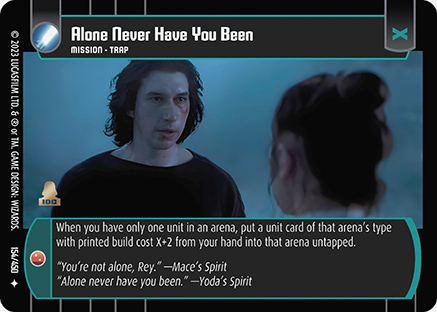 Alone Never Have You Been
MISSION - TRAP
X
© 2023 LUCASFILM LTD. & ® or TM. GAME DESIGN: WIZARDS.
IDC
When you have only one unit in an arena, put a unit card of that arena's type
with printed build cost X+2 from your hand into that arena untapped.
"You're not alone, Rey." —Mace's Spirit
"Alone never have you been." —Yoda's Spirit
154/450